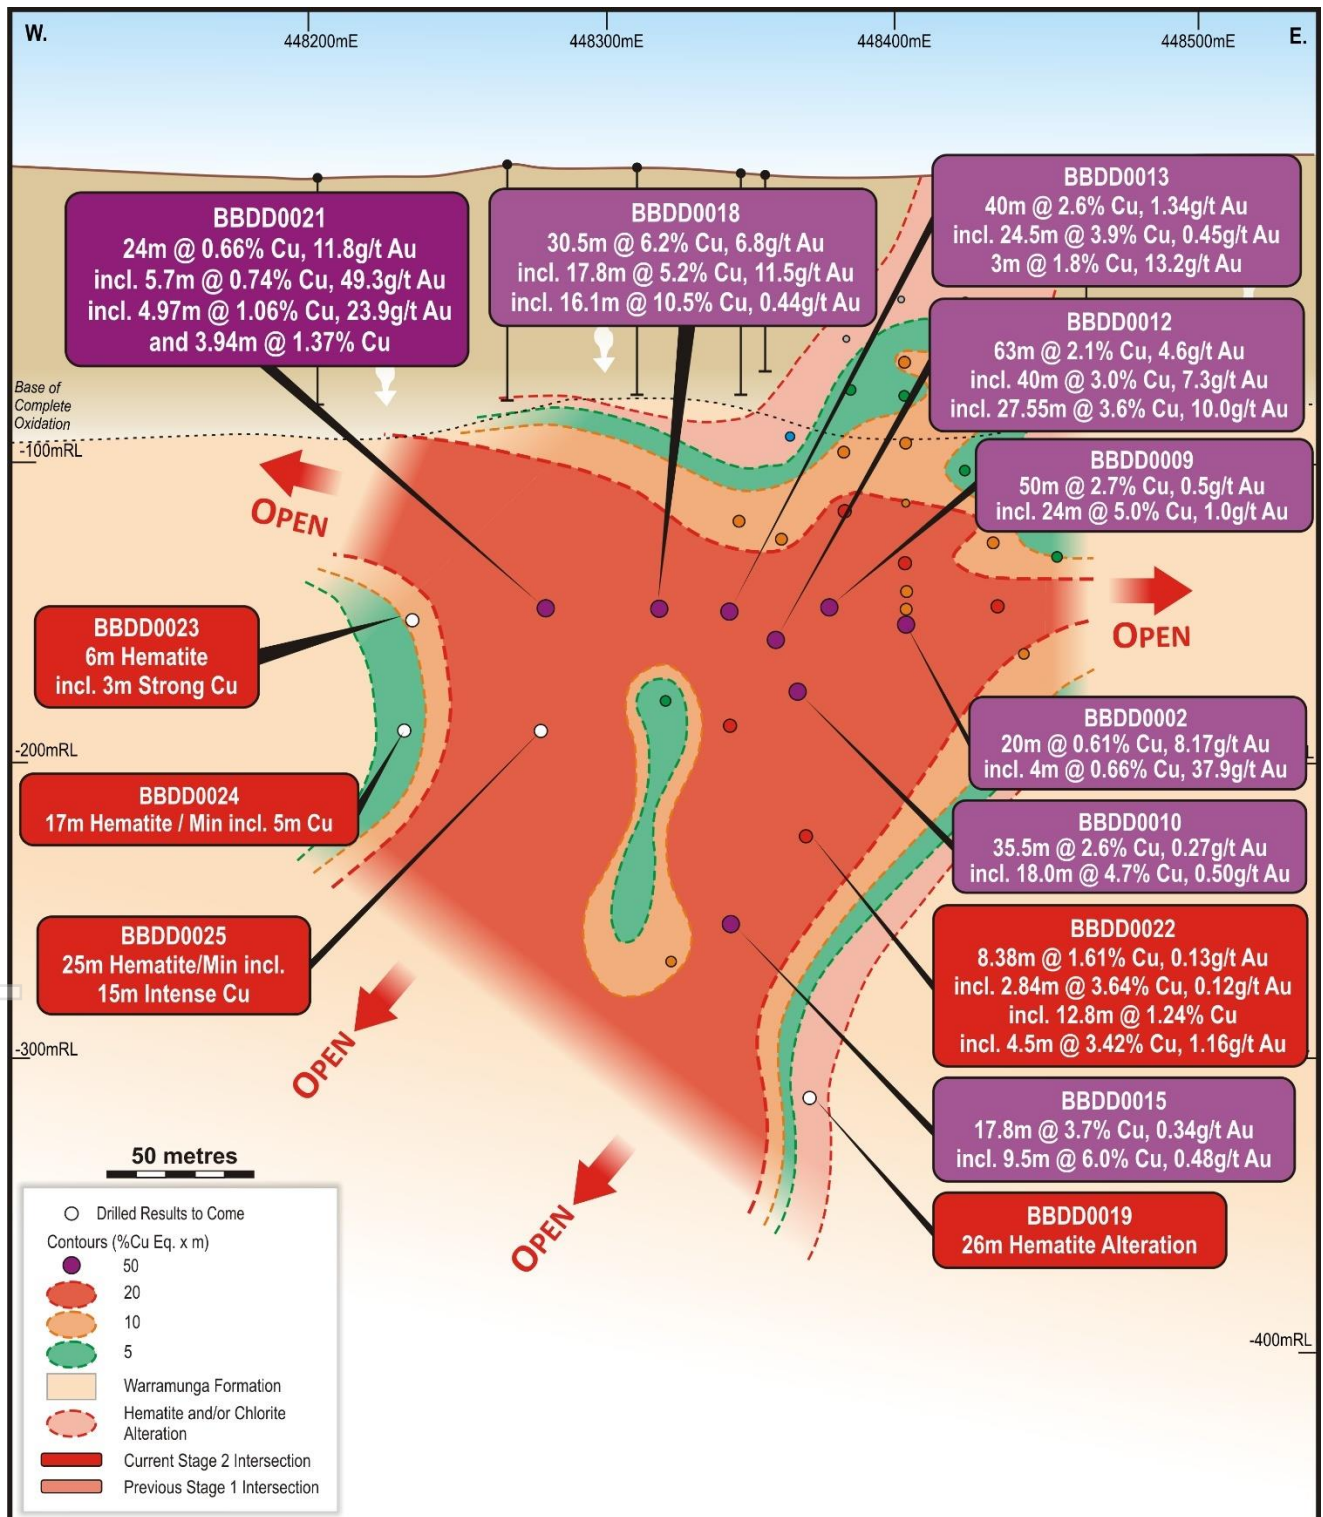 W.
448200mE
448300mE
448400mE
448500mE
E.
BBDD0021
24m @ 0.66% Cu, 11.8g/t Au
incl. 5.7m @ 0.74% Cu, 49.3g/t Au
incl. 4.97m @ 1.06% Cu, 23.9g/t Au
and 3.94m @ 1.37% Cu
BBDD0018
30.5m @ 6.2% Cu, 6.8g/t Au
incl. 17.8m @ 5.2% Cu, 11.5g/t Au
incl. 16.1m @ 10.5% Cu, 0.44g/t Au
BBDD0013
40m @ 2.6% Cu, 1.34g/t Au
incl. 24.5m @ 3.9% Cu, 0.45g/t Au
3m @ 1.8% Cu, 13.2g/t Au
BBDD0012
63m @ 2.1% Cu, 4.6g/t Au
incl. 40m @ 3.0% Cu, 7.3g/t Au
incl. 27.55m @ 3.6% Cu, 10.0g/t Au
Base of
Complete
Oxidation
-100mRL
BBDD0009
50m @ 2.7% Cu, 0.5g/t Au
incl. 24m @ 5.0% Cu, 1.0g/t Au
OPEN
OPEN
BBDD0023
6m Hematite
incl. 3m Strong Cu
-200mRL
BBDD0002
20m @ 0.61% Cu, 8.17g/t Au
incl. 4m @ 0.66% Cu, 37.9g/t Au
BBDD0024
17m Hematite / Min incl. 5m Cu
BBDD0010
35.5m @ 2.6% Cu, 0.27g/t Au
incl. 18.0m @ 4.7% Cu, 0.50g/t Au
BBDD0025
25m Hematite/Min incl.
15m Intense Cu
BBDD0022
8.38m @ 1.61% Cu, 0.13g/t Au
incl. 2.84m @ 3.64% Cu, 0.12g/t Au
incl. 12.8m @ 1.24% Cu
incl. 4.5m @ 3.42% Cu, 1.16g/t Au
-300mRL
OPEN
BBDD0015
17.8m @ 3.7% Cu, 0.34g/t Au
incl. 9.5m @ 6.0% Cu, 0.48g/t Au
OPEN
BBDD0019
26m Hematite Alteration
-400mRL
50 metres
Drilled Results to Come
Contours (%Cu Eq. x m)
50
20
10
5
Warramunga Formation
Hematite and/or Chlorite
Alteration
Current Stage 2 Intersection
Previous Stage 1 Intersection